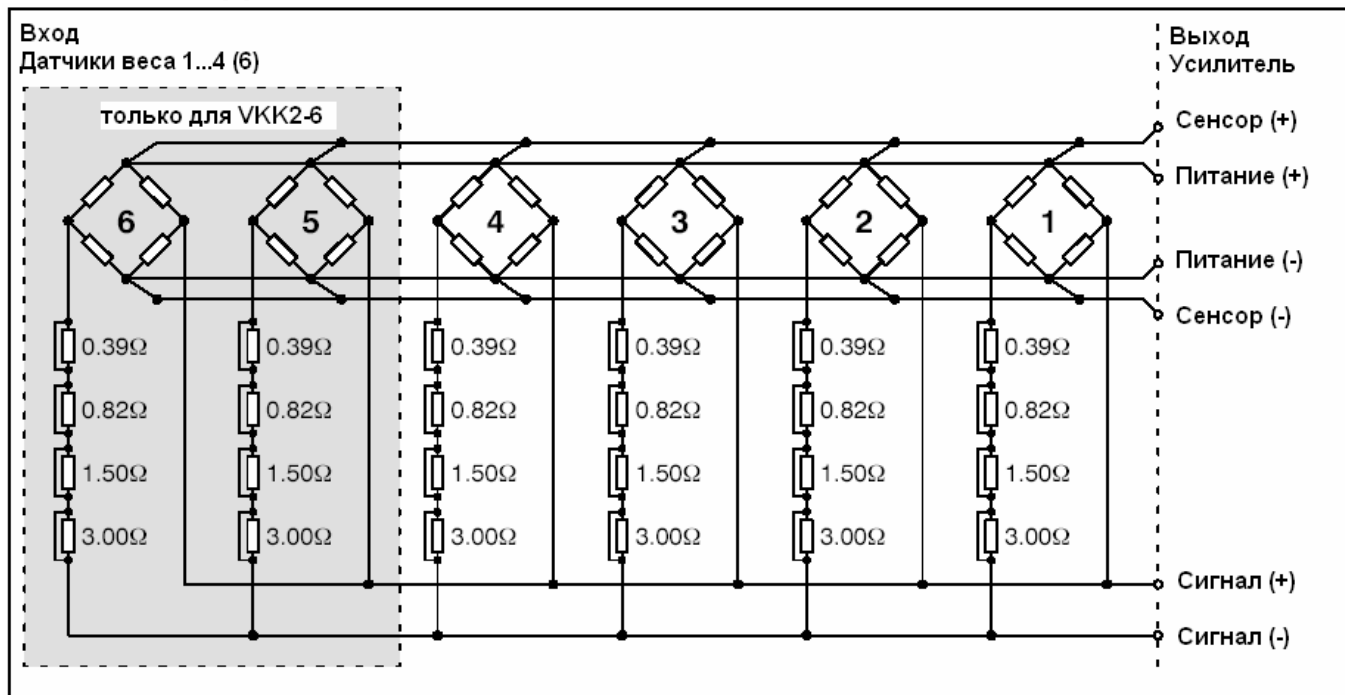 Вход
Датчики веса 1...4 (6)
Выход
Усилитель
только для VKK2-6
Сенсор (+)
Питание (+)
6 5 4 3 2 1
Питание (-)
Сенсор (-)
0.39Ω 0.39Ω 0.39Ω 0.39Ω 0.39Ω 0.39Ω
0.82Ω 0.82Ω 0.82Ω 0.82Ω 0.82Ω 0.82Ω
1.50Ω 1.50Ω 1.50Ω 1.50Ω 1.50Ω 1.50Ω
3.00Ω 3.00Ω 3.00Ω 3.00Ω 3.00Ω 3.00Ω
Сигнал (+)
Сигнал (-)